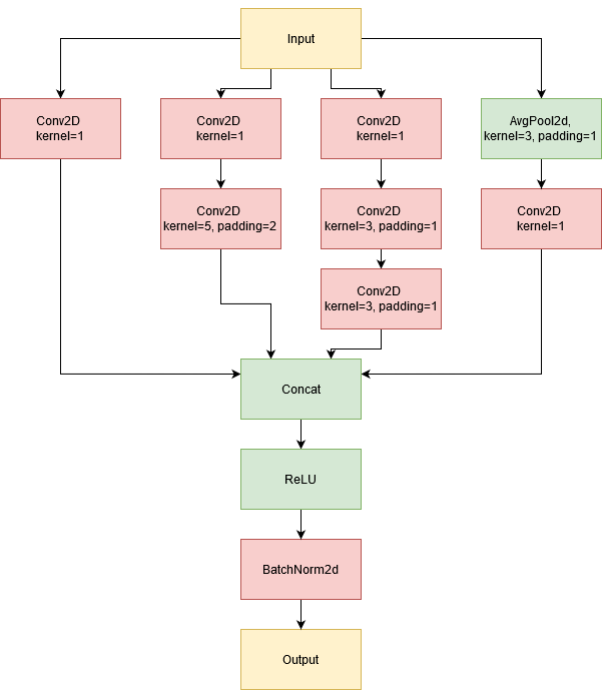 Input
Conv2D
kernel=1
Conv2D
kernel=1
Conv2D
kernel=1
AvgPool2d,
kernel=3, padding=1
Conv2D
kernel=5, padding=2
Conv2D
kernel=3, padding=1
Conv2D
kernel=1
Conv2D
kernel=3, padding=1
Concat
ReLU
BatchNorm2d
Output